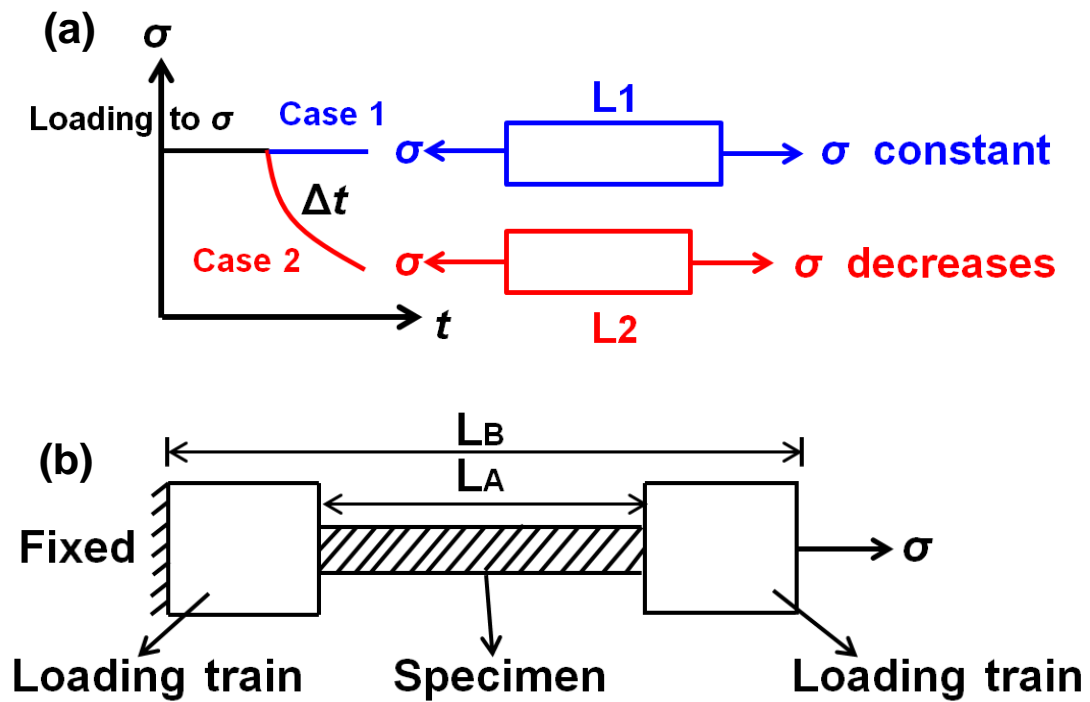 (a)
σ
Loading to σ
Case 1
L1
σ
σ constant
Δt
Case 2
σ
σ decreases
t
L2
(b)
LB
LA
Fixed
σ
Loading train
Specimen
Loading train